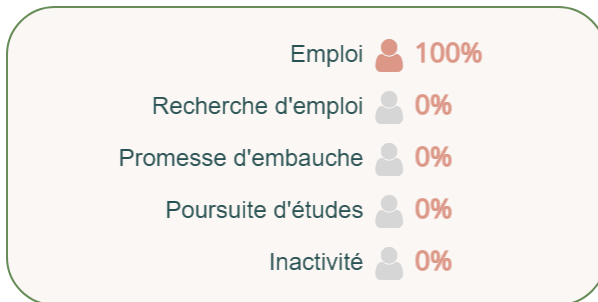 Emploi 100%
Recherche d'emploi 0%
Promesse d'embauche 0%
Poursuite d'études 0%
Inactivité 0%